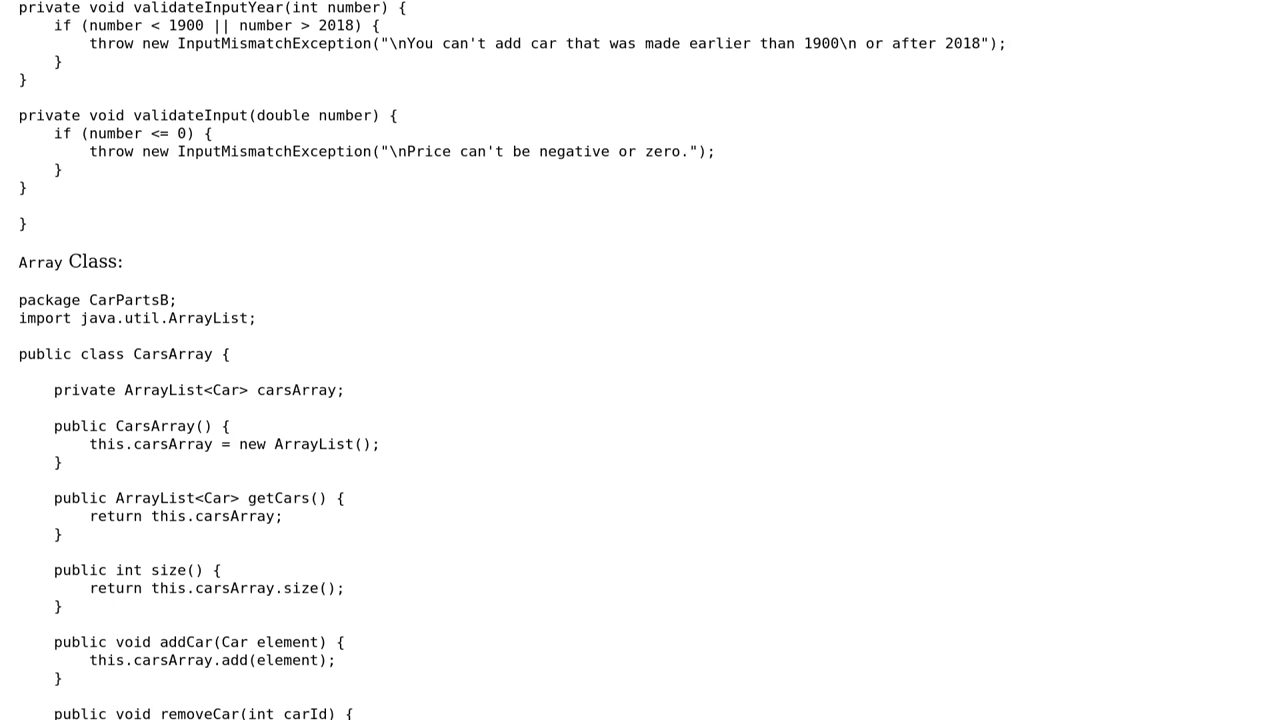 private void validateInputYear(int number) {
    if (number < 1900 || number > 2018) {
        throw new InputMismatchException("\nYou can't add car that was made earlier than 1900\n or after 2018");
    }
}

private void validateInput(double number) {
    if (number <= 0) {
        throw new InputMismatchException("\nPrice can't be negative or zero.");
    }
}

}

Array Class:

package CarPartsB;
import java.util.ArrayList;

public class CarsArray {

    private ArrayList<Car> carsArray;

    public CarsArray() {
        this.carsArray = new ArrayList();
    }

    public ArrayList<Car> getCars() {
        return this.carsArray;
    }

    public int size() {
        return this.carsArray.size();
    }

    public void addCar(Car element) {
        this.carsArray.add(element);
    }

    public void removeCar(int carId) {